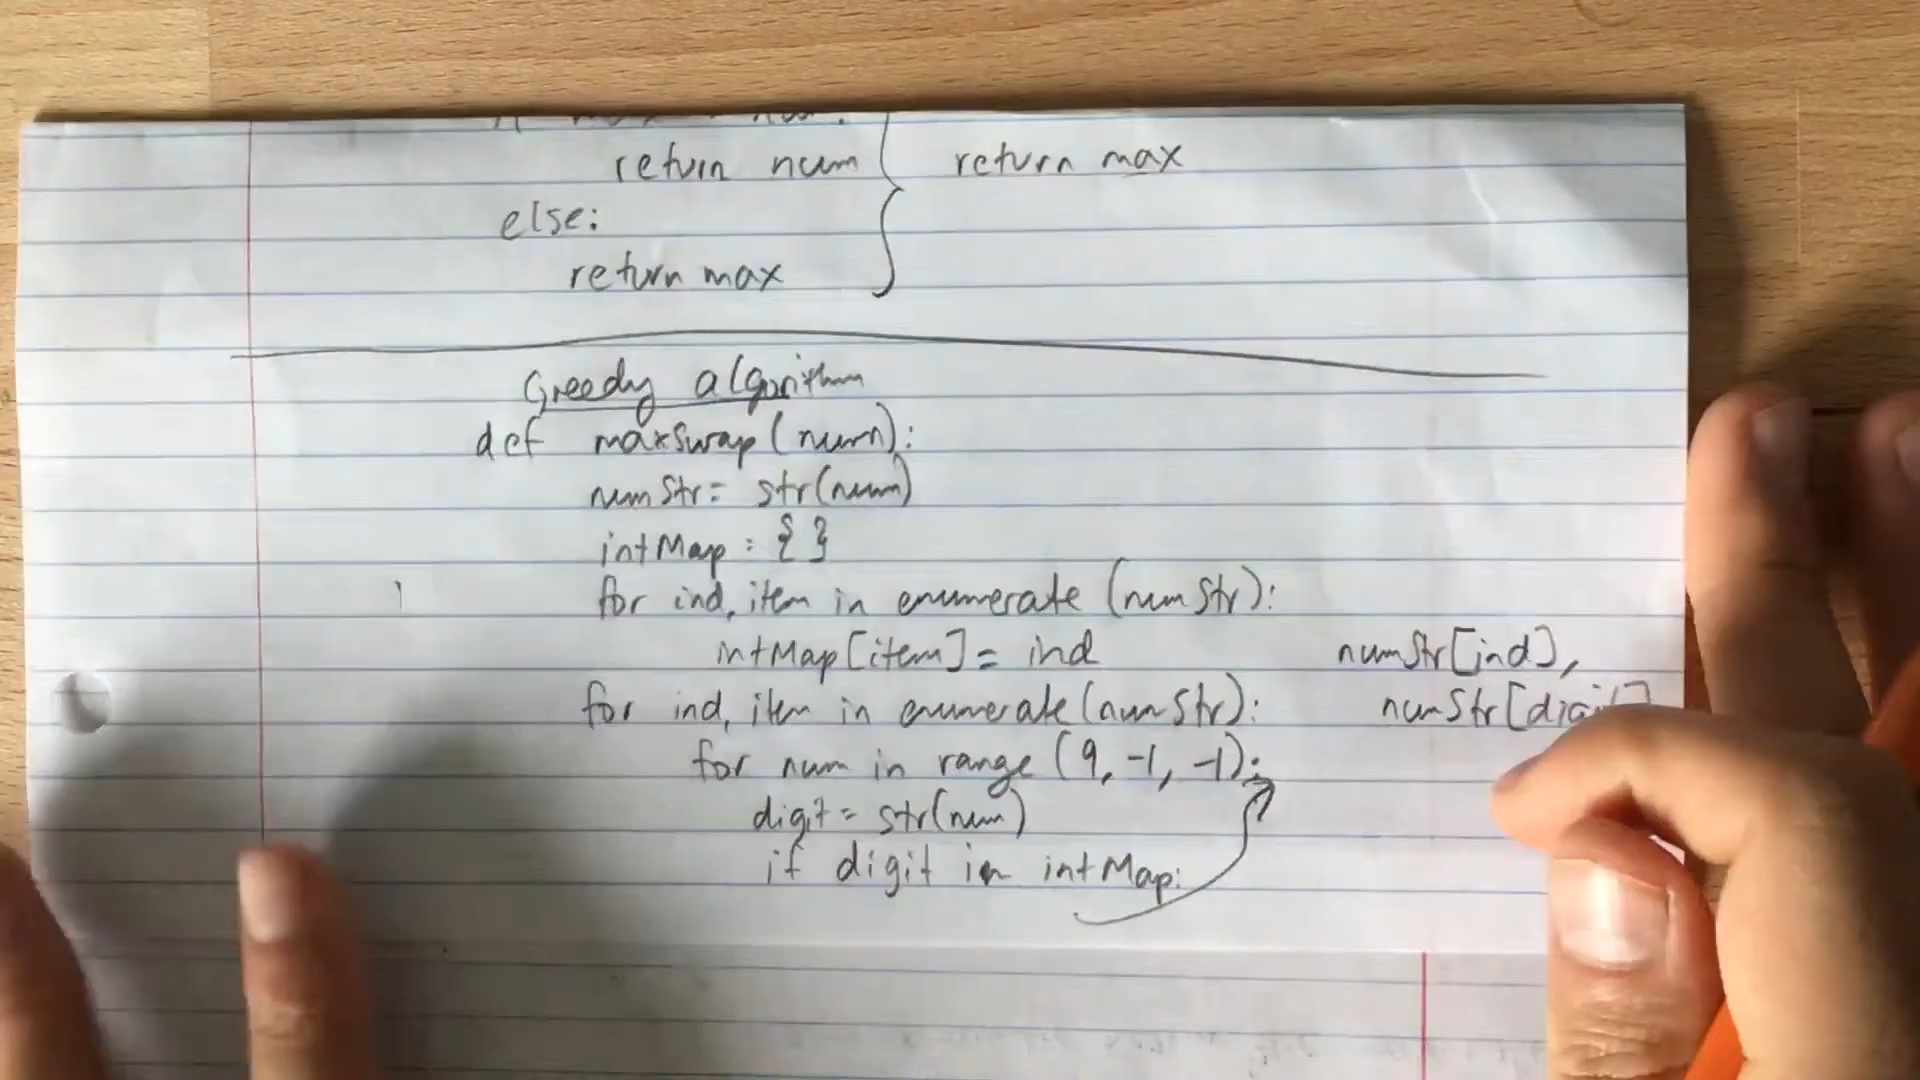 return num
return max
else:
return max
Greedy algorithm
def maxSwap (num):
numStr = str(num)
intMap = { }
for ind, item in enumerate (numStr):
intMap [item] = ind
numStr[ind],
for ind, item in enumerate (numStr):
numStr[digit]
for num in range (9, -1, -1):
digit = str(num)
if digit in intMap: